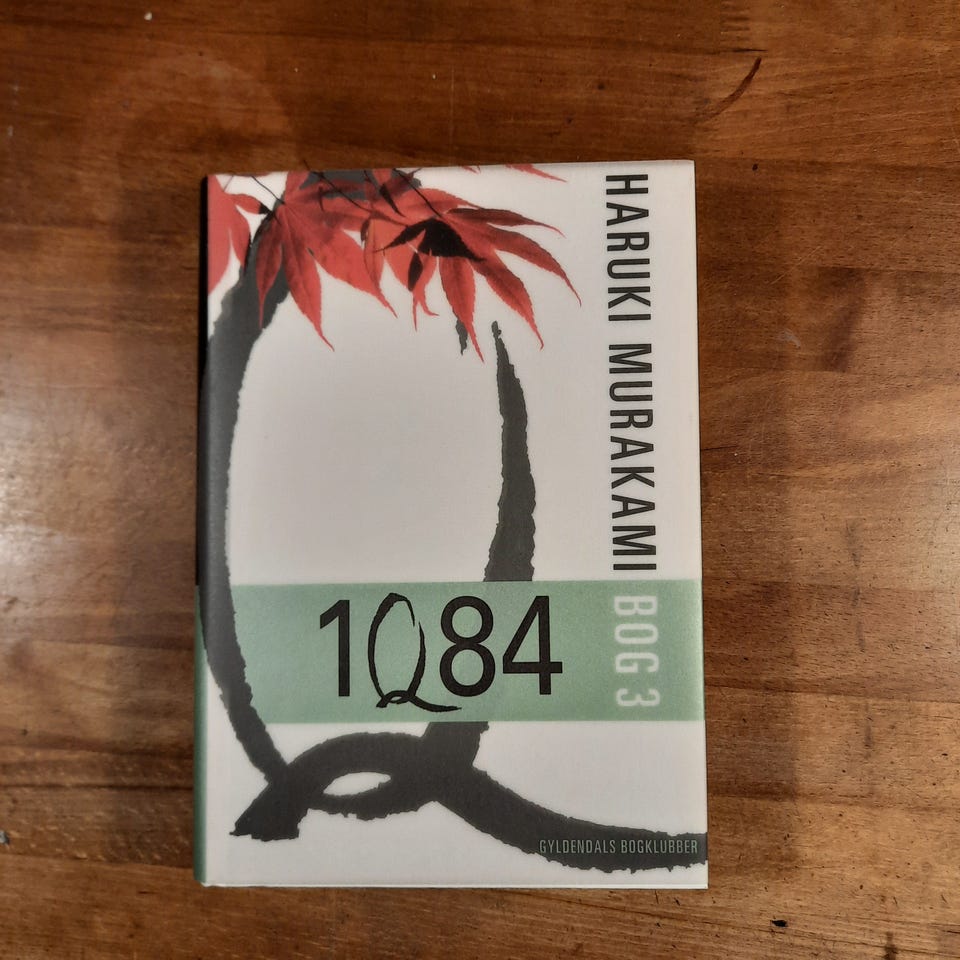 HARUKI MURAKAMI
1Q84
BOG 3
GYLDENDALS BOGKLUBBER